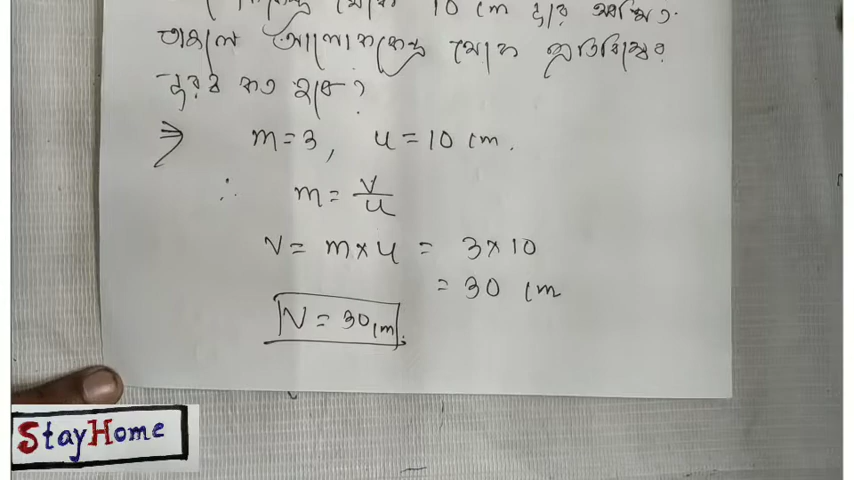 থেকে 10 cm দূরে অবস্থিত.
তাহলে আলোককেন্দ্র থেকে প্রতিবিম্বের
দূরত্ব কত হবে ?
⇒ m = 3, u = 10 cm.
∴ m = V/u
V = m × u = 3 × 10
= 30 cm
V = 30 cm.
StayHome